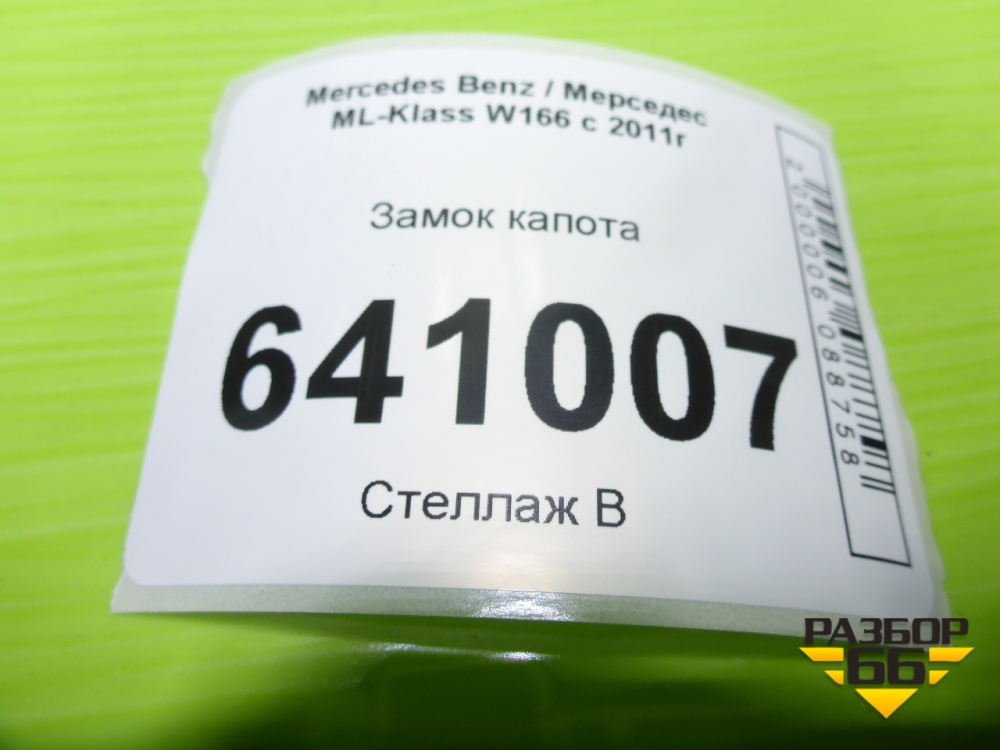 Mercedes Benz / Мерседес
ML-Klass W166 с 2011г
Замок капота
641007
Стеллаж В
2000006088758
РАЗБОР
66